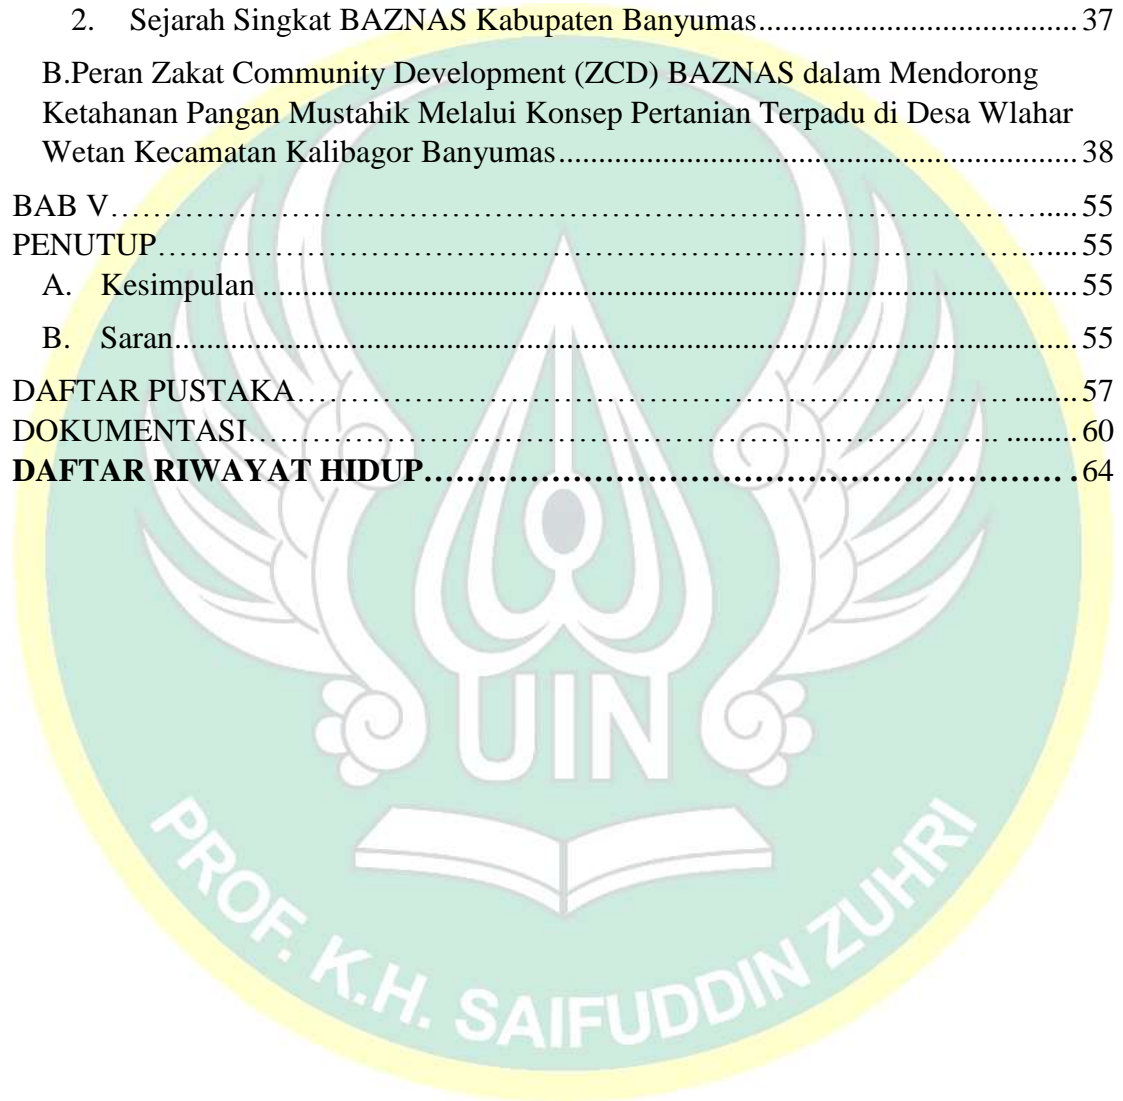 2. Sejarah Singkat BAZNAS Kabupaten Banyumas.................................... 37
B.Peran Zakat Community Development (ZCD) BAZNAS dalam Mendorong
Ketahanan Pangan Mustahik Melalui Konsep Pertanian Terpadu di Desa Wlahar
Wetan Kecamatan Kalibagor Banyumas........................................................... 38
BAB V……………………………………………………………………………..... 55
PENUTUP………………………………………………………………………...... 55
A. Kesimpulan ............................................................................................. 55
B. Saran....................................................................................................... 55
DAFTAR PUSTAKA…………………………………………………………… ........ 57
DOKUMENTASI………………………………………………………………. ......... 60
DAFTAR RIWAYAT HIDUP……………………………………………………… . 64
UIN
PROF. K.H. SAIFUDDIN ZUHRI